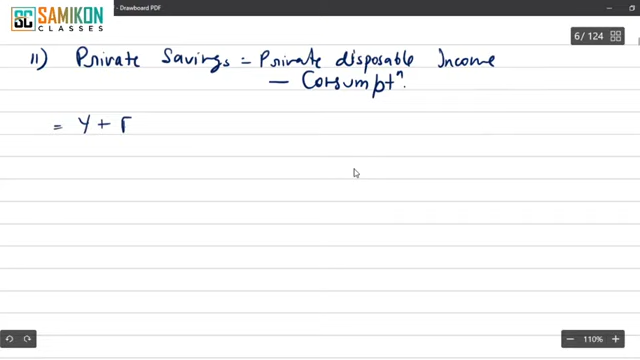 SC SAMIKON
CLASSES
- Drawboard PDF
6 / 124
11) Private Savings = Private disposable Income
— Consumptⁿ.
= Y + Γ
110%